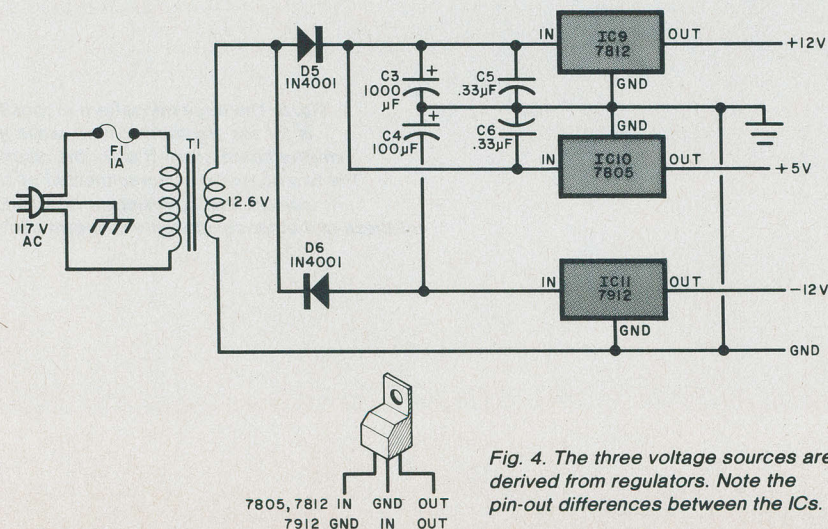 D5
1N4001
C3
1000
µF
+
C5
.33µF
IN
IC9
7812
OUT
+12V
GND
C4
100µF
+
C6
.33µF
GND
IN
IC10
7805
OUT
+5V
F1
1A
T1
12.6V
117 V
AC
D6
1N4001
IN
IC11
7912
OUT
-12V
GND
GND
7805, 7812 IN GND OUT
7912 GND IN OUT
Fig. 4. The three voltage sources are
derived from regulators. Note the
pin-out differences between the ICs.